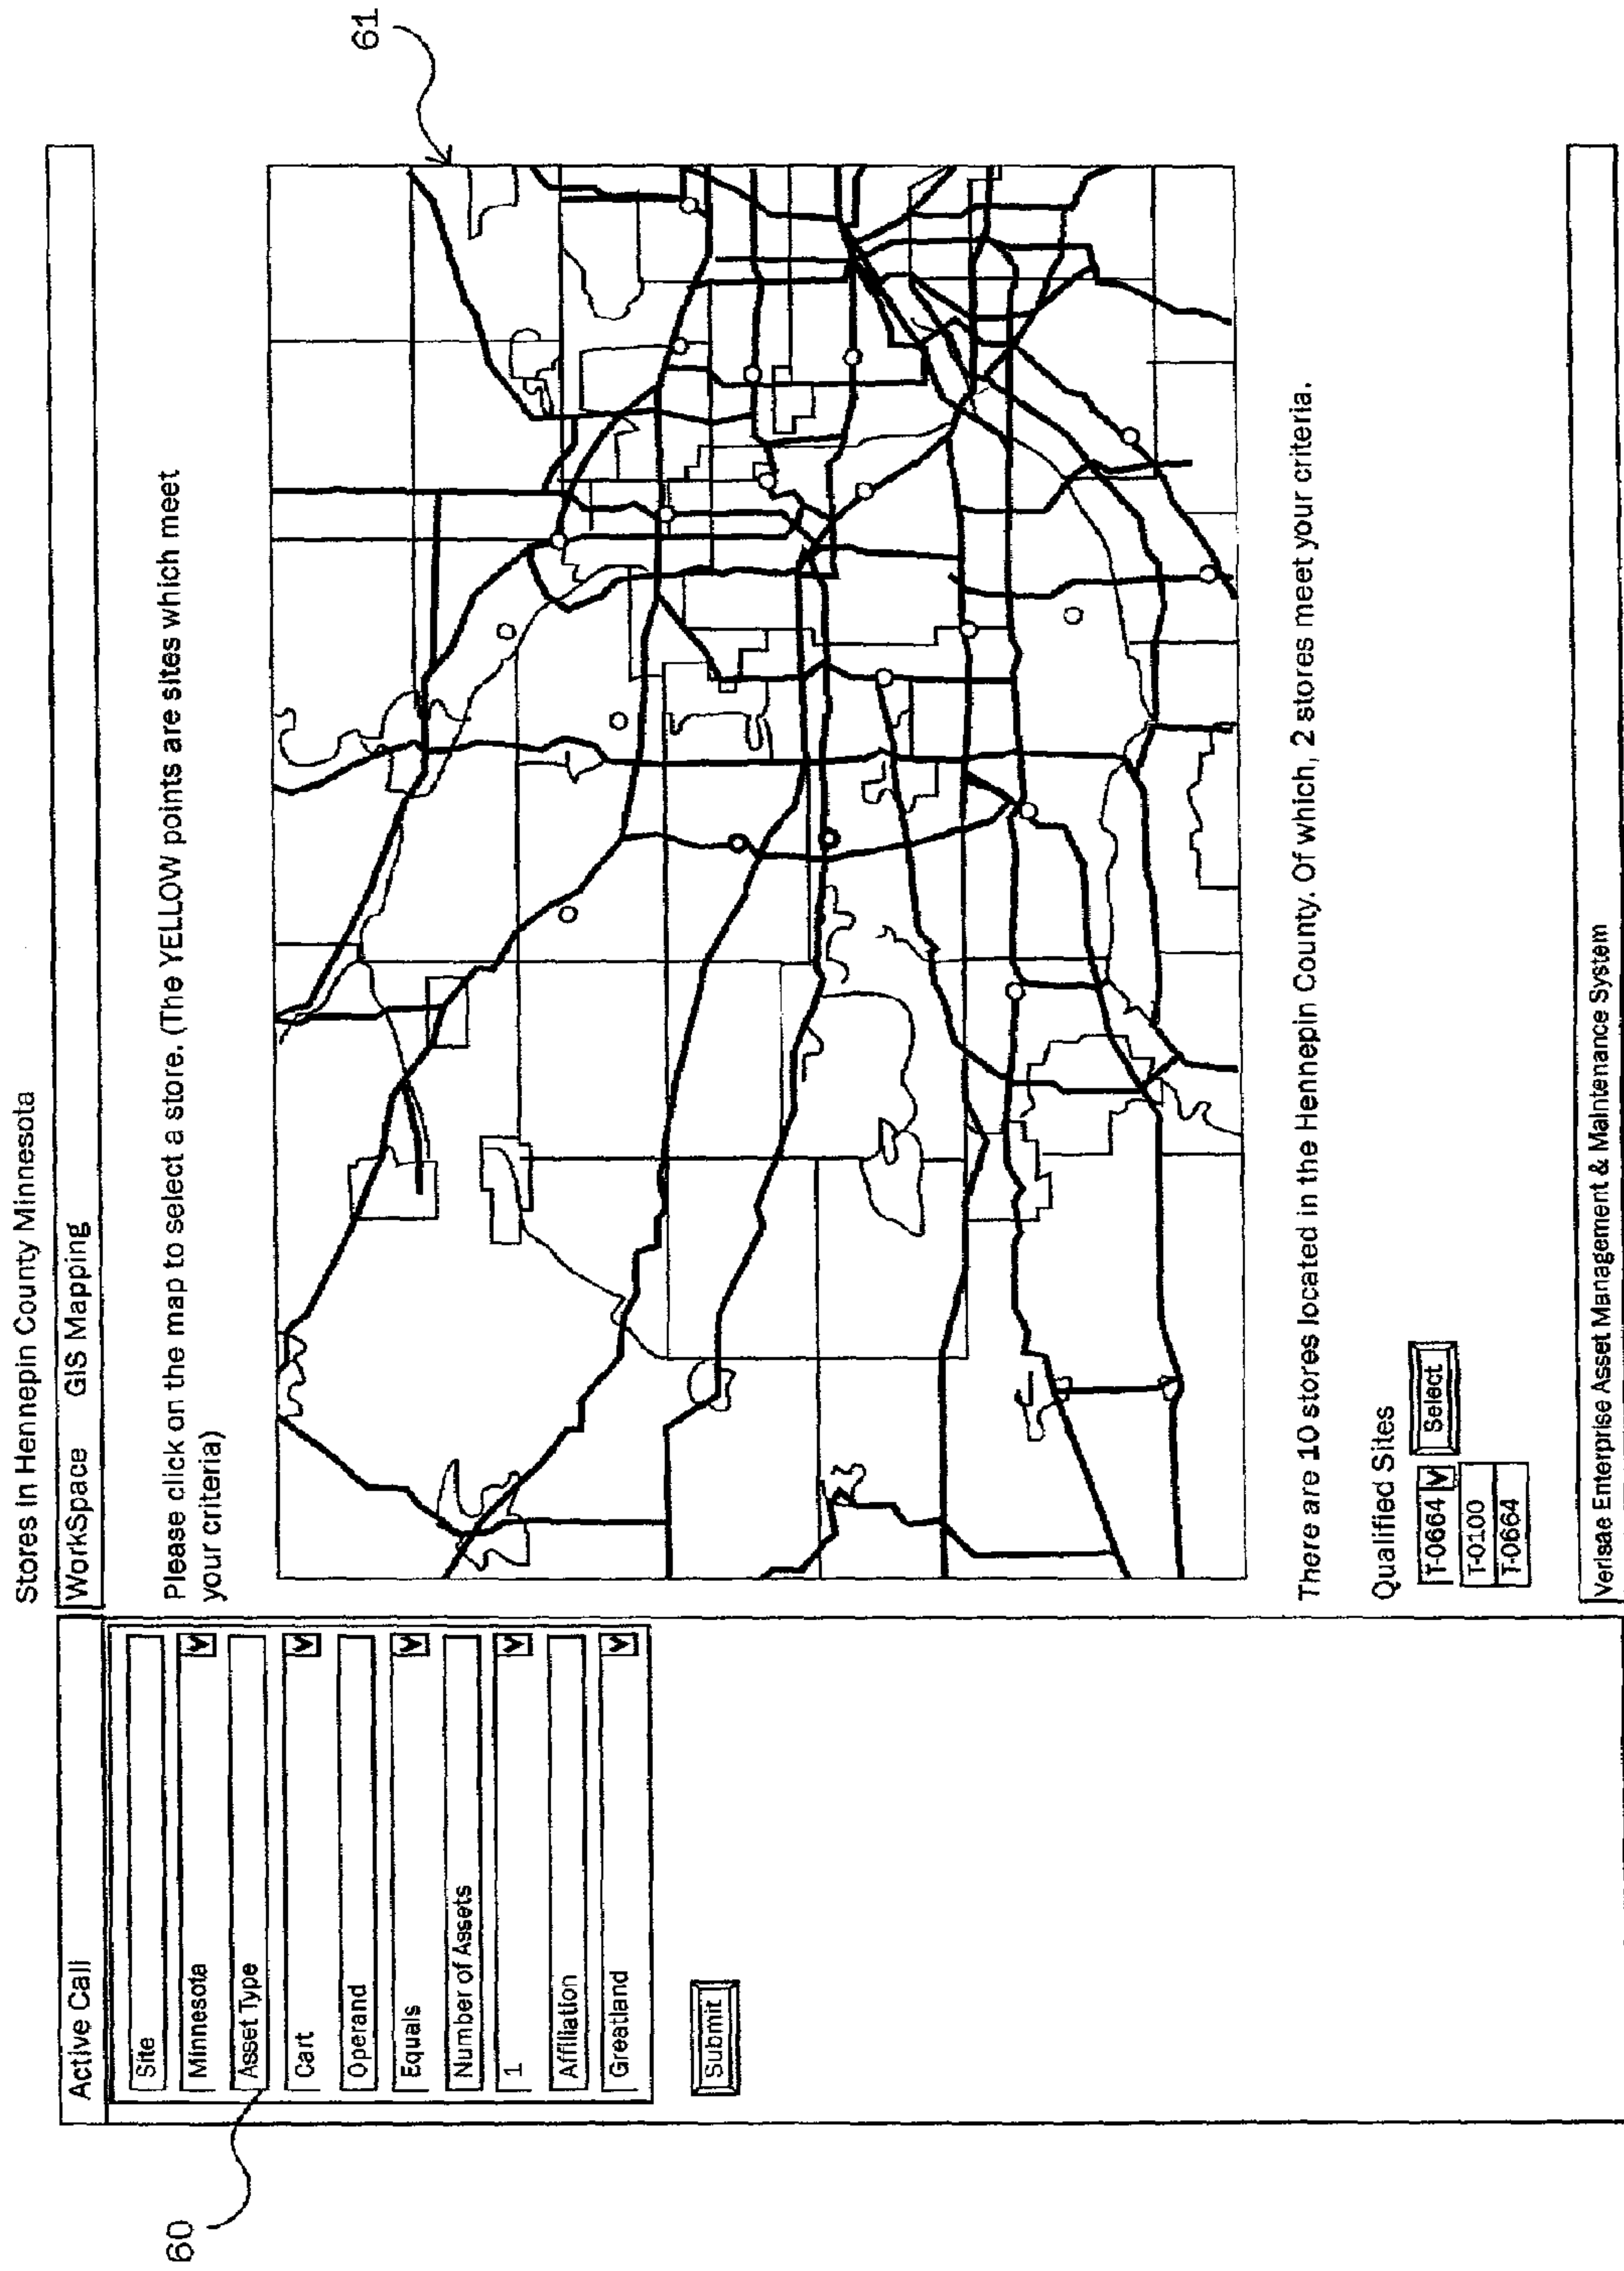 Stores in Hennepin County Minnesota
WorkSpace GIS Mapping
Active Call
Site
Minnesota
Asset Type
Cart
Operand
Equals
Number of Assets
1
Affiliation
Greatland
Submit
60
Please click on the map to select a store. (The YELLOW points are sites which meet
your criteria)
61
There are 10 stores located in the Hennepin County. Of which, 2 stores meet your criteria.
Qualified Sites
T-0664
Select
T-0100
T-0664
Verisae Enterprise Asset Management & Maintenance System